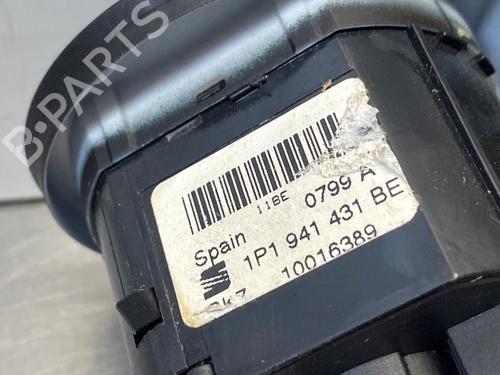 B-PARTS
11BE 0799 A
Spain
1P1 941 431 BE
10016389